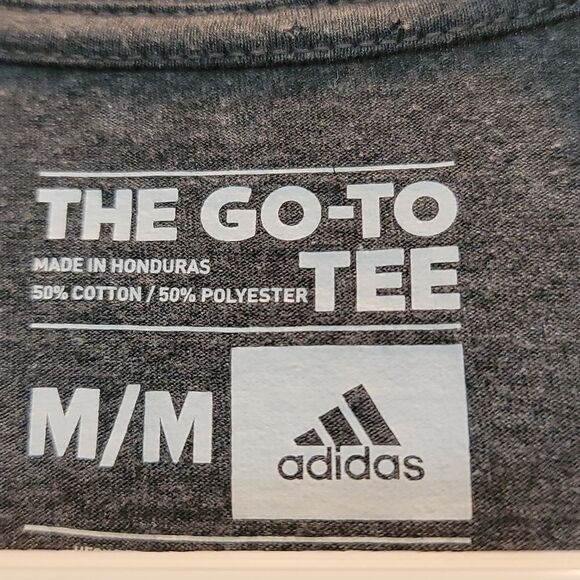 THE GO-TO
TEE
MADE IN HONDURAS
50% COTTON / 50% POLYESTER
M/M
adidas